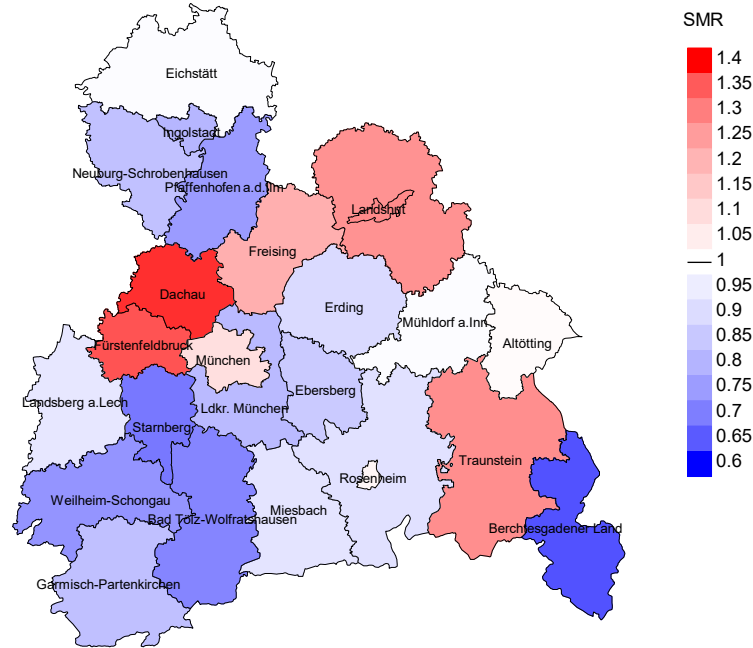 SMR
1.4
1.35
1.3
1.25
1.2
1.15
1.1
1.05
1
0.95
0.9
0.85
0.8
0.75
0.7
0.65
0.6
Eichstätt
Ingolstadt
Neuburg-Schrobenhausen
Pfaffenhofen a.d.Ilm
Landshut
Freising
Dachau
Erding
Mühldorf a.Inn
Altötting
Fürstenfeldbruck
München
Ebersberg
Landsberg a.Lech
Ldkr. München
Starnberg
Traunstein
Rosenheim
Weilheim-Schongau
Miesbach
Bad Tölz-Wolfratshausen
Berchtesgadener Land
Garmisch-Partenkirchen